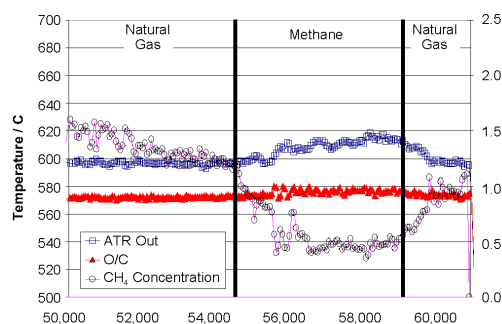 700
680
660
640
620
600
580
560
540
520
500
Temperature / C
Natural
Gas
Methane
Natural
Gas
2.5
2.0
1.5
1.0
0.5
0.0
ATR Out
O/C
CH₄ Concentration
50,000
52,000
54,000
56,000
58,000
60,000